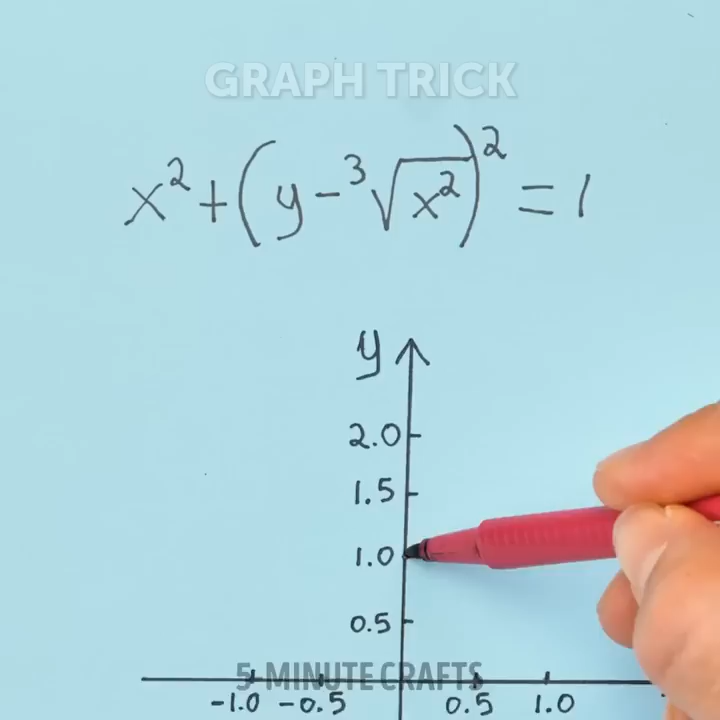 GRAPH TRICK
x² + (y - ³√x²)² = 1
y
2.0
1.5
1.0
0.5
5-MINUTE CRAFTS
-1.0 -0.5 0.5 1.0